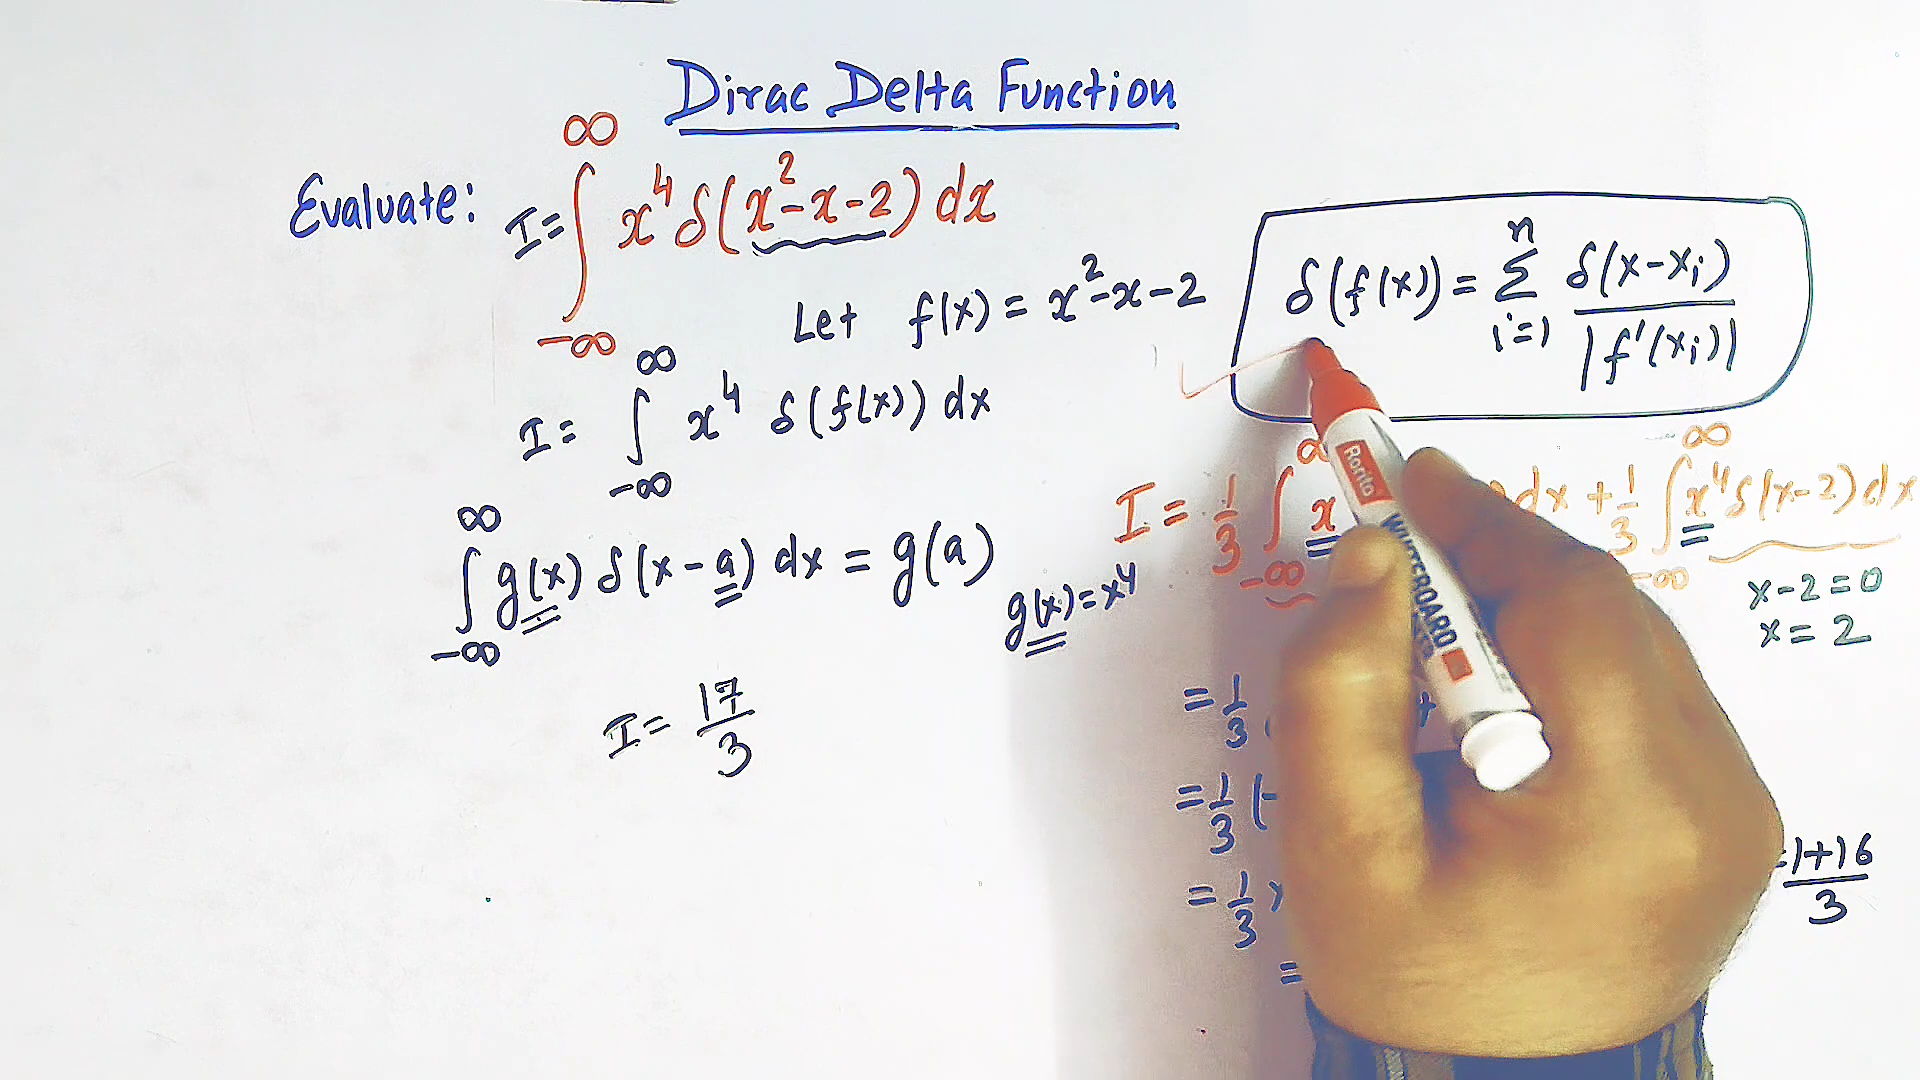 Dirac Delta Function
Evaluate: I = ∫_{-∞}^{∞} x⁴ δ(x²-x-2) dx
Let f(x) = x²-x-2
δ(f(x)) = Σ_{i=1}^{n} δ(x-xᵢ) / |f'(xᵢ)|
I = ∫_{-∞}^{∞} x⁴ δ(f(x)) dx
∫_{-∞}^{∞} g(x) δ(x-a) dx = g(a)
g(x) = x⁴
I = 17/3
I = 1/3 ∫_{-∞} x dx + 1/3 ∫_{-∞}^{∞} x⁴ δ(x-2) dx
x-2=0
x = 2
= 1/3 +
= 1/3 (-
= 1/3 ×
= 1+16 / 3
=
Rorito
WHITEBOARD